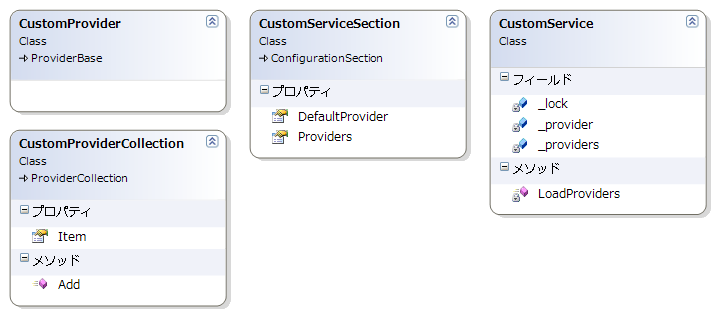 CustomProvider
Class
ProviderBase
CustomProviderCollection
Class
ProviderCollection
プロパティ
Item
メソッド
Add
CustomServiceSection
Class
ConfigurationSection
プロパティ
DefaultProvider
Providers
CustomService
Class
フィールド
_lock
_provider
_providers
メソッド
LoadProviders